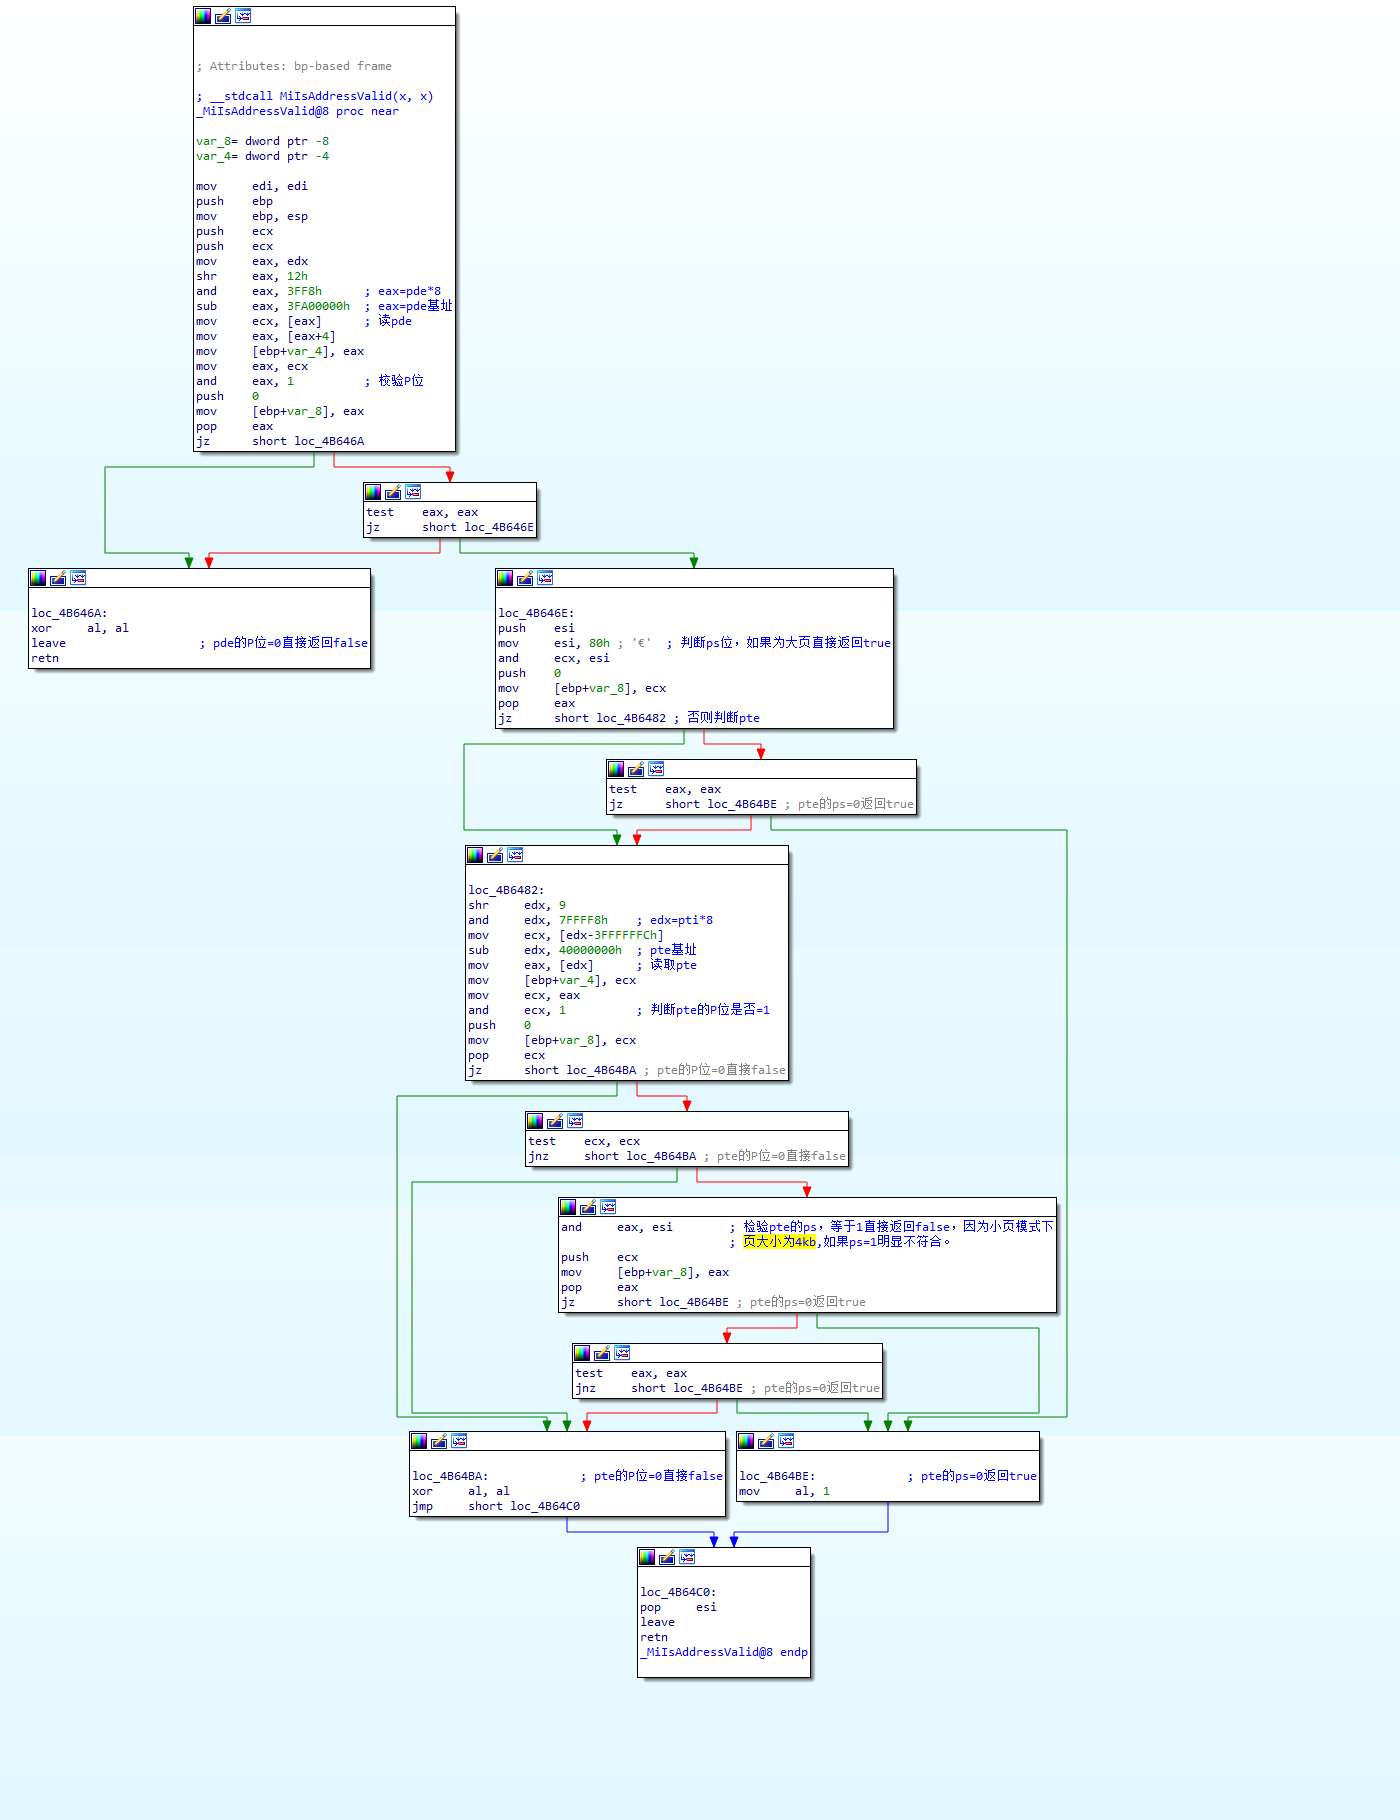 ; Attributes: bp-based frame
; __stdcall MiIsAddressValid(x, x)
_MiIsAddressValid@8 proc near
var_8= dword ptr -8
var_4= dword ptr -4
mov     edi, edi
push    ebp
mov     ebp, esp
push    ecx
push    ecx
mov     eax, edx
shr     eax, 12h
and     eax, 3FF8h      ; eax=pde*8
sub     eax, 3FA00000h  ; eax=pde基址
mov     ecx, [eax]      ; 读pde
mov     eax, [eax+4]
mov     [ebp+var_4], eax
mov     eax, ecx
and     eax, 1          ; 校验P位
push    0
mov     [ebp+var_8], eax
pop     eax
jz      short loc_4B646A
test    eax, eax
jz      short loc_4B646E
loc_4B646A:
xor     al, al
leave                   ; pde的P位=0直接返回false
retn
loc_4B646E:
push    esi
mov     esi, 80h ; '€'  ; 判断ps位，如果为大页直接返回true
and     ecx, esi
push    0
mov     [ebp+var_8], ecx
pop     eax
jz      short loc_4B6482 ; 否则判断pte
test    eax, eax
jz      short loc_4B64BE ; pte的ps=0返回true
loc_4B6482:
shr     edx, 9
and     edx, 7FFFF8h    ; edx=pti*8
mov     ecx, [edx-3FFFFFFCh]
sub     edx, 40000000h  ; pte基址
mov     eax, [edx]      ; 读取pte
mov     [ebp+var_4], ecx
mov     ecx, eax
and     ecx, 1          ; 判断pte的P位是否=1
push    0
mov     [ebp+var_8], ecx
pop     ecx
jz      short loc_4B64BA ; pte的P位=0直接false
test    ecx, ecx
jnz     short loc_4B64BA ; pte的P位=0直接false
and     eax, esi        ; 检验pte的ps，等于1直接返回false，因为小页模式下
; 页大小为4kb,如果ps=1明显不符合。
push    ecx
mov     [ebp+var_8], eax
pop     eax
jz      short loc_4B64BE ; pte的ps=0返回true
test    eax, eax
jnz     short loc_4B64BE ; pte的ps=0返回true
loc_4B64BA:             ; pte的P位=0直接false
xor     al, al
jmp     short loc_4B64C0
loc_4B64BE:             ; pte的ps=0返回true
mov     al, 1
loc_4B64C0:
pop     esi
leave
retn
_MiIsAddressValid@8 endp